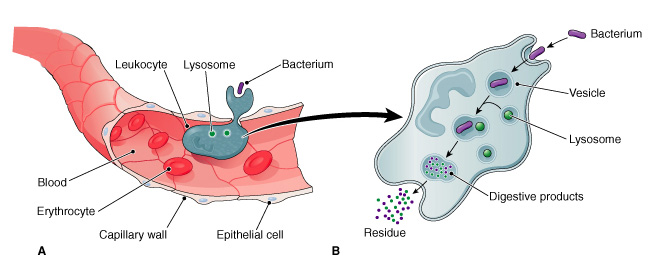 Leukocyte
Lysosome
Bacterium
Blood
Erythrocyte
Capillary wall
Epithelial cell
A
Bacterium
Vesicle
Lysosome
Digestive products
Residue
B